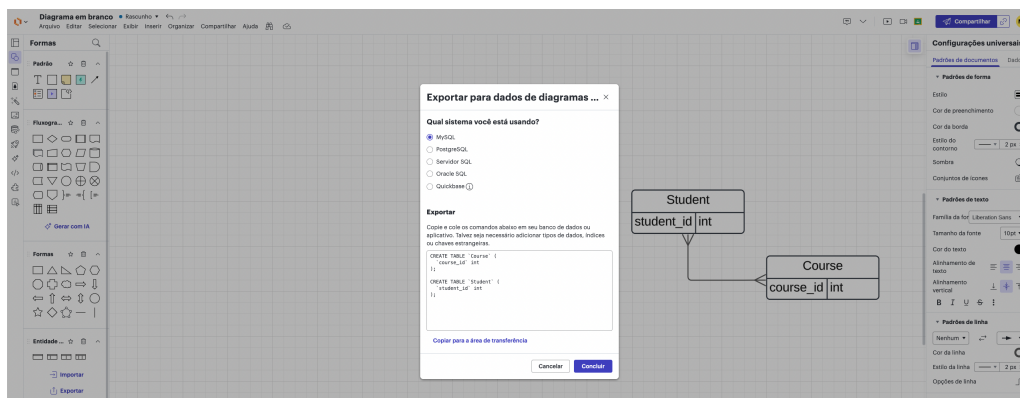 Diagrama em branco
Rascunho
Arquivo Editar Selecionar Exibir Inserir Organizar Compartilhar Ajuda
Compartilhar
Formas
Padrão
T
Fluxogra...
Gerar com IA
Formas
Entidade ...
Importar
Exportar
Exportar para dados de diagramas ... ×
Qual sistema você está usando?
MySQL
PostgreSQL
Servidor SQL
Oracle SQL
Quickbase
Exportar
Copie e cole os comandos abaixo em seu banco de dados ou
aplicativo. Talvez seja necessário adicionar tipos de dados, índices
ou chaves estrangeiras.
CREATE TABLE `Course` (
`course_id` int
);
CREATE TABLE `Student` (
`student_id` int
);
Copiar para a área de transferência
Cancelar Concluir
Student
student_id int
Course
course_id int
Configurações universai
Padrões de documentos Dad
Padrões de forma
Estilo
Cor de preenchimento
Cor da borda
Estilo do
contorno
2 px
Sombra
Conjuntos de ícones
Padrões de texto
Família da for Liberation Sans
Tamanho da fonte 10pt
Cor do texto
Alinhamento de
texto
Alinhamento
vertical
B I U S
Padrões de linha
Nenhum
Cor da linha
Estilo da linha 2 px
Opções de linha